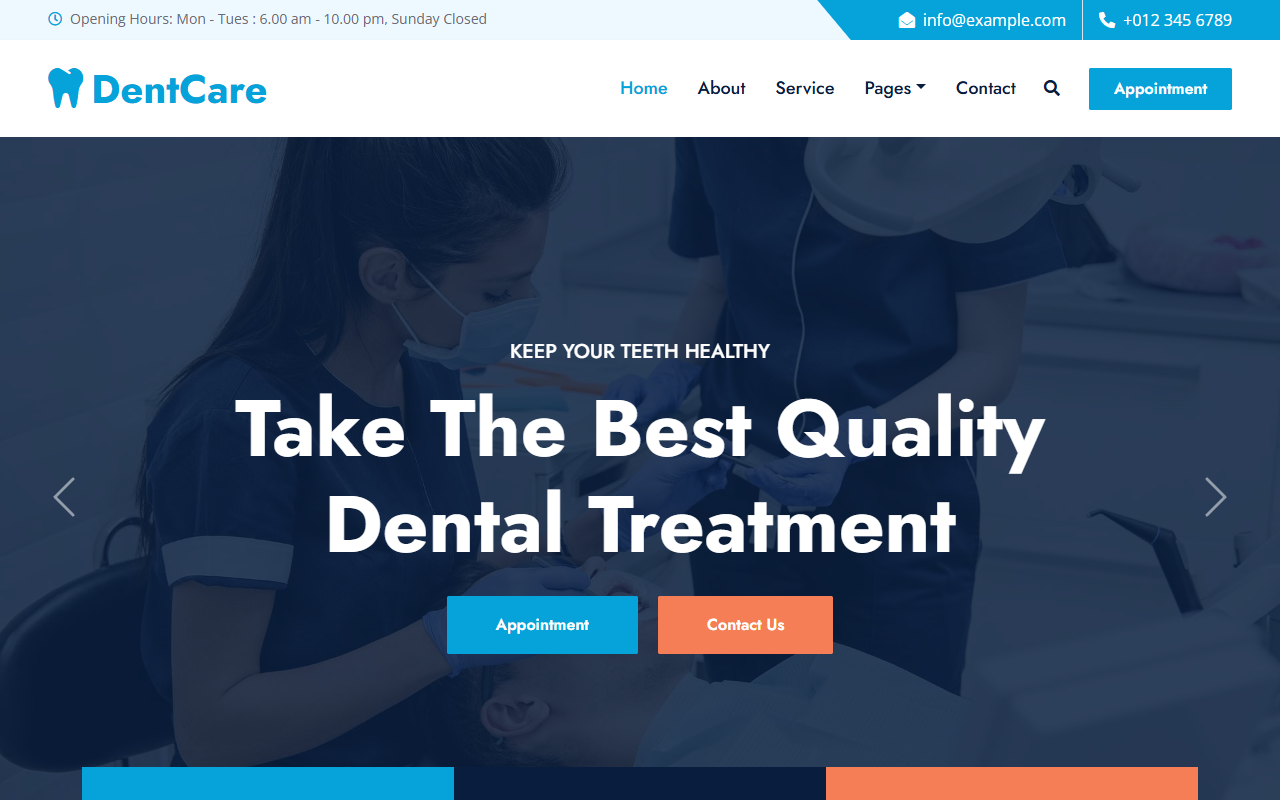 Opening Hours: Mon - Tues : 6.00 am - 10.00 pm, Sunday Closed
info@example.com
+012 345 6789
DentCare
Home
About
Service
Pages
Contact
Appointment
KEEP YOUR TEETH HEALTHY
Take The Best Quality
Dental Treatment
Appointment
Contact Us